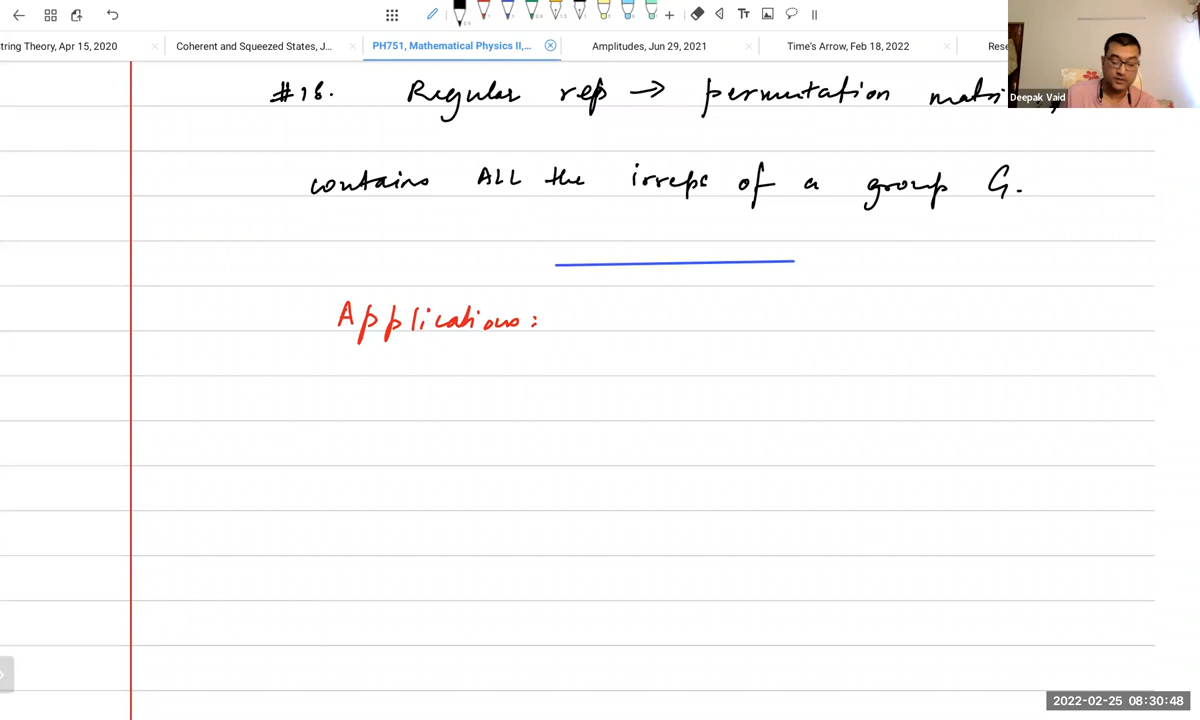 tring Theory, Apr 15, 2020
Coherent and Squeezed States, J...
PH751, Mathematical Physics II,...
Amplitudes, Jun 29, 2021
Time's Arrow, Feb 18, 2022
Rese
Deepak Vaid
#18. Regular rep → permutation
contains ALL the irreps of a group G.
Applications:
2022-02-25 08:30:48